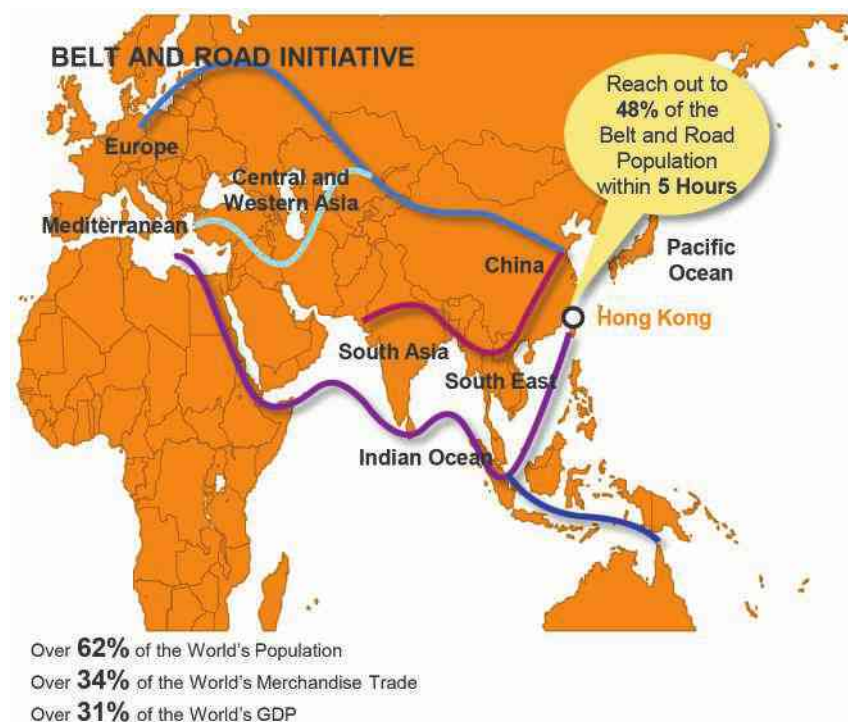 BELT AND ROAD INITIATIVE
Reach out to
48% of the
Belt and Road
Population
within 5 Hours
Europe
Central and
Western Asia
Mediterranean
China
Pacific
Ocean
Hong Kong
South Asia
South East
Indian Ocean
Over 62% of the World's Population
Over 34% of the World's Merchandise Trade
Over 31% of the World's GDP